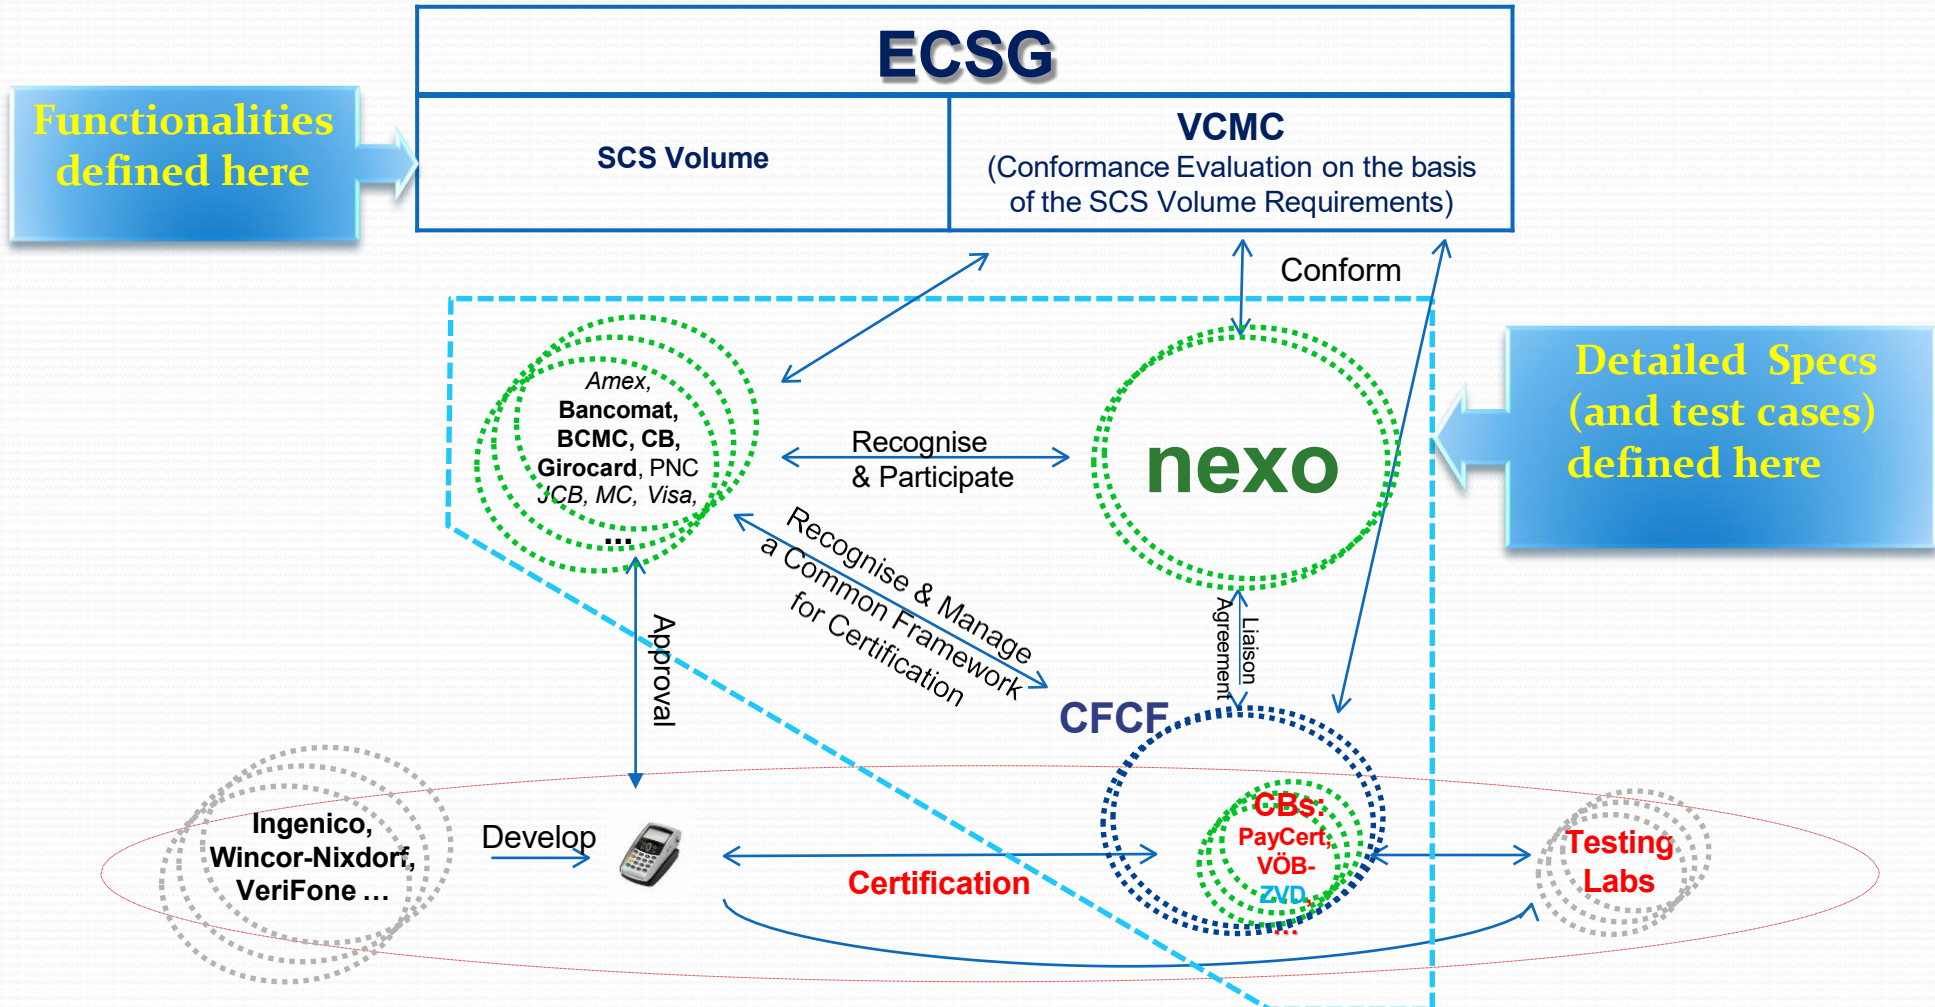 ECSG
Functionalities
defined here
SCS Volume
VCMC
(Conformance Evaluation on the basis
of the SCS Volume Requirements)
Conform
Amex,
Bancomat,
BCMC, CB,
Girocard, PNC
JCB, MC, Visa,
...
Recognise
& Participate
nexo
Detailed Specs
(and test cases)
defined here
Recognise & Manage
a Common Framework
for Certification
Liaison
Agreement
Approval
CFCF
Ingenico,
Wincor-Nixdorf,
VeriFone ...
Develop
Certification
CBs:
PayCert,
VÖB-
ZVD,
...
Testing
Labs